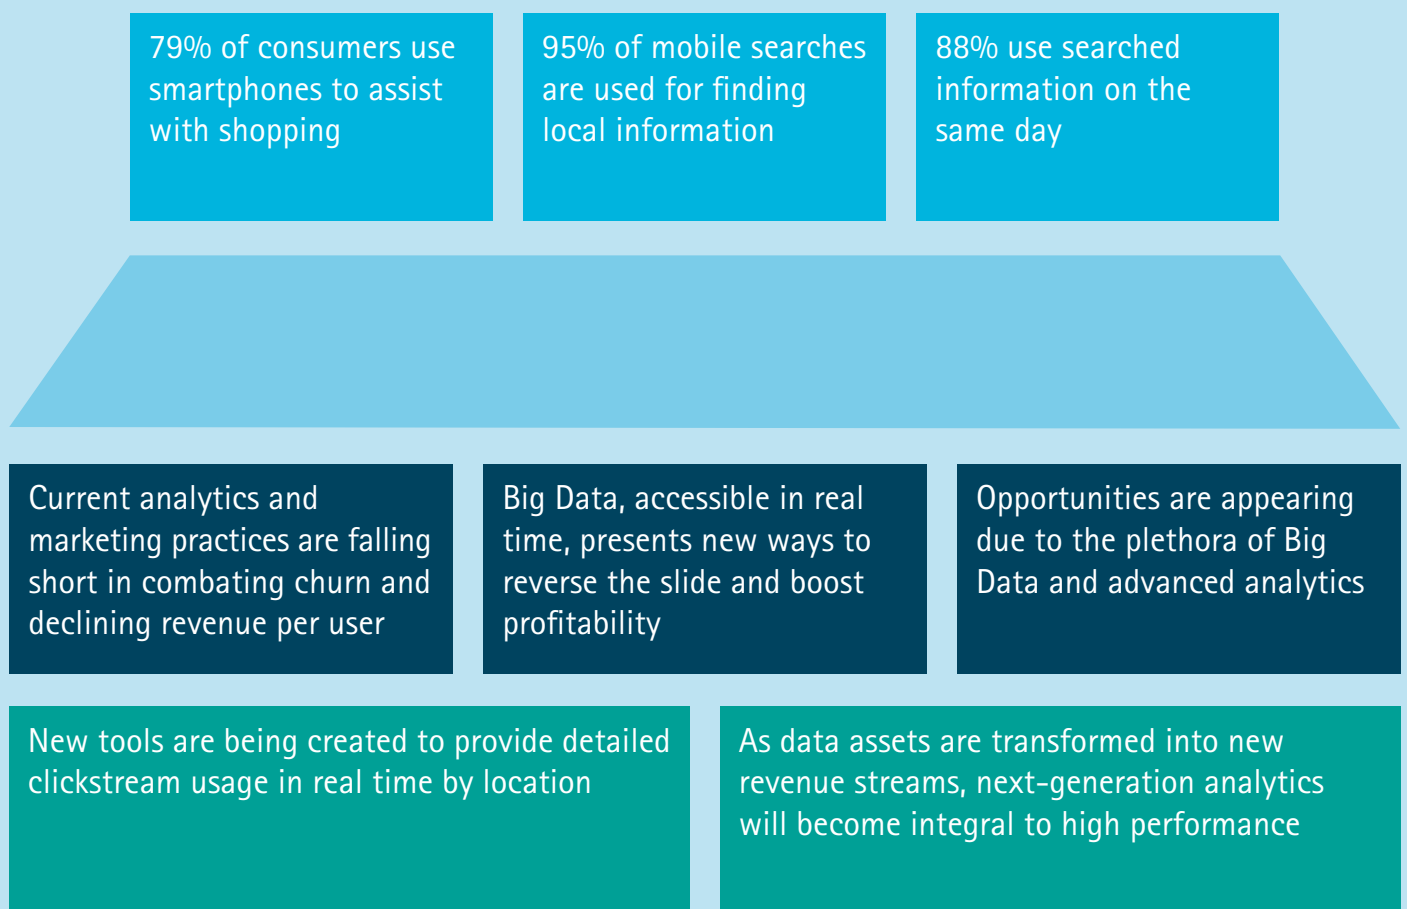 79% of consumers use
smartphones to assist
with shopping
95% of mobile searches
are used for finding
local information
88% use searched
information on the
same day
Current analytics and
marketing practices are falling
short in combating churn and
declining revenue per user
Big Data, accessible in real
time, presents new ways to
reverse the slide and boost
profitability
Opportunities are appearing
due to the plethora of Big
Data and advanced analytics
New tools are being created to provide detailed
clickstream usage in real time by location
As data assets are transformed into new
revenue streams, next-generation analytics
will become integral to high performance